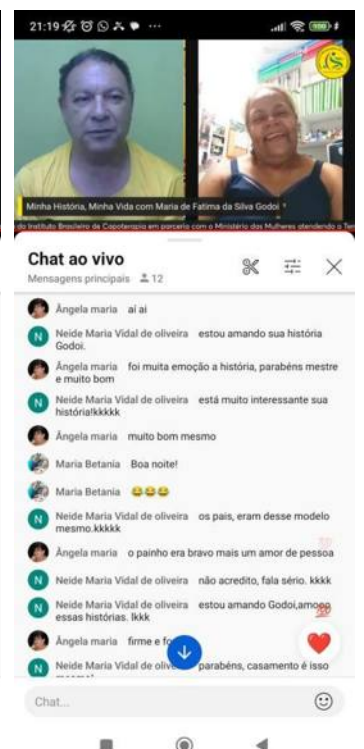 21:19
Minha História, Minha Vida com Maria de Fatima da Silva Godoi
do Instituto Brasileiro de Capoterapia em parceria com o Ministério das Mulheres atendendo a
Chat ao vivo
Mensagens principais 12
Ângela maria ai ai
N Neide Maria Vidal de oliveira estou amando sua história
Godoi.
Ângela maria foi muita emoção a história, parabéns mestre
e muito bom
N Neide Maria Vidal de oliveira está muito interessante sua
história!kkkkk
Ângela maria muito bom mesmo
Maria Betania Boa noite!
Maria Betania 😂😂😂
N Neide Maria Vidal de oliveira os pais, eram desse modelo
mesmo.kkkkk
Ângela maria o painho era bravo mais um amor de pessoa
N Neide Maria Vidal de oliveira não acredito, fala sério. kkkk
N Neide Maria Vidal de oliveira estou amando Godoi,amooo
essas histórias. lkkk
Ângela maria firme e
N Neide Maria Vidal de parabéns, casamento é isso
Chat...